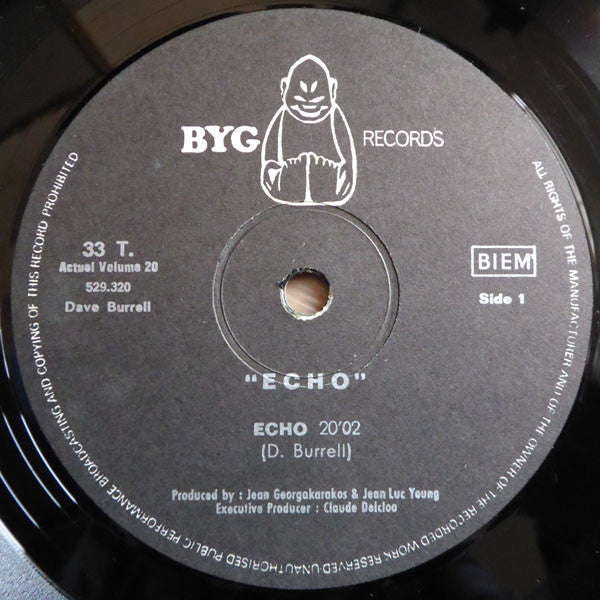 BYG RECORDS
33 T.
Actuel Volume 20
529.320
Dave Burrell
BIEM
Side 1
"ECHO"
ECHO 20'02
(D. Burrell)
Produced by : Jean Georgakarakos & Jean Luc Young
Executive Producer : Claude Delcloo
ALL RIGHTS OF THE MANUFACTURER AND OF THE OWNER OF THE RECORDED WORK RESERVED-UNAUTHORISED PUBLIC PERFORMANCE BROADCASTING AND COPYING OF THIS RECORD PROHIBITED